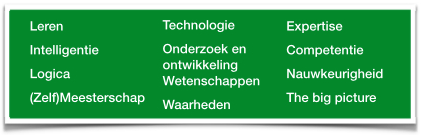 Leren
Intelligentie
Logica
(Zelf)Meesterschap
Technologie
Onderzoek en
ontwikkeling
Wetenschappen
Waarheden
Expertise
Competentie
Nauwkeurigheid
The big picture